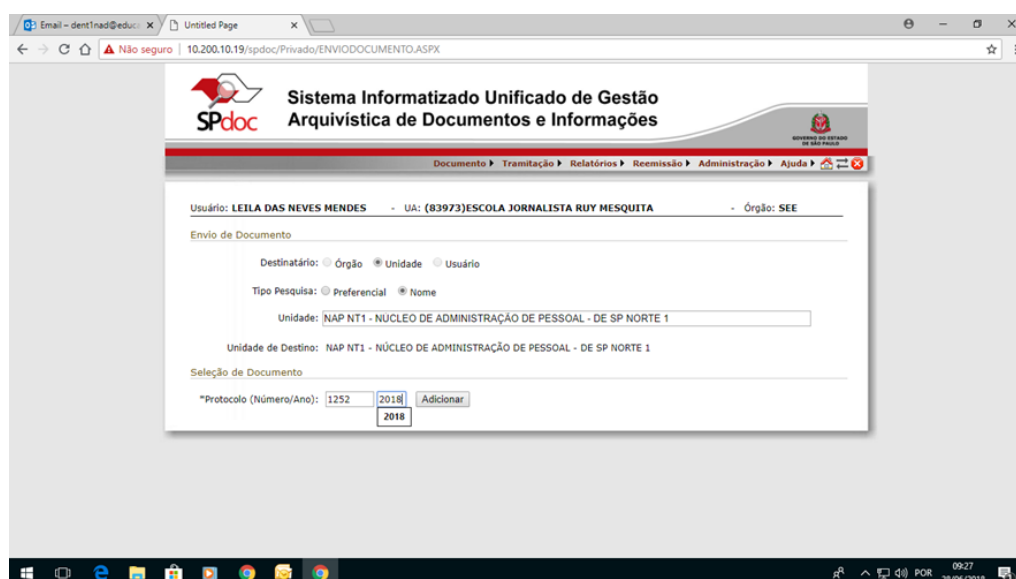 Email – dent1nad@educ
Untitled Page
Não seguro | 10.200.10.19/spdoc/Privado/ENVIODOCUMENTO.ASPX
SPdoc
Sistema Informatizado Unificado de Gestão
Arquivística de Documentos e Informações
GOVERNO DO ESTADO
DE SÃO PAULO
Documento Tramitação Relatórios Reemissão Administração Ajuda
Usuário: LEILA DAS NEVES MENDES - UA: (83973)ESCOLA JORNALISTA RUY MESQUITA - Órgão: SEE
Envio de Documento
Destinatário: Órgão Unidade Usuário
Tipo Pesquisa: Preferencial Nome
Unidade: NAP NT1 - NÚCLEO DE ADMINISTRAÇÃO DE PESSOAL - DE SP NORTE 1
Unidade de Destino: NAP NT1 - NÚCLEO DE ADMINISTRAÇÃO DE PESSOAL - DE SP NORTE 1
Seleção de Documento
*Protocolo (Número/Ano): 1252 2018 Adicionar
2018
POR 09:27